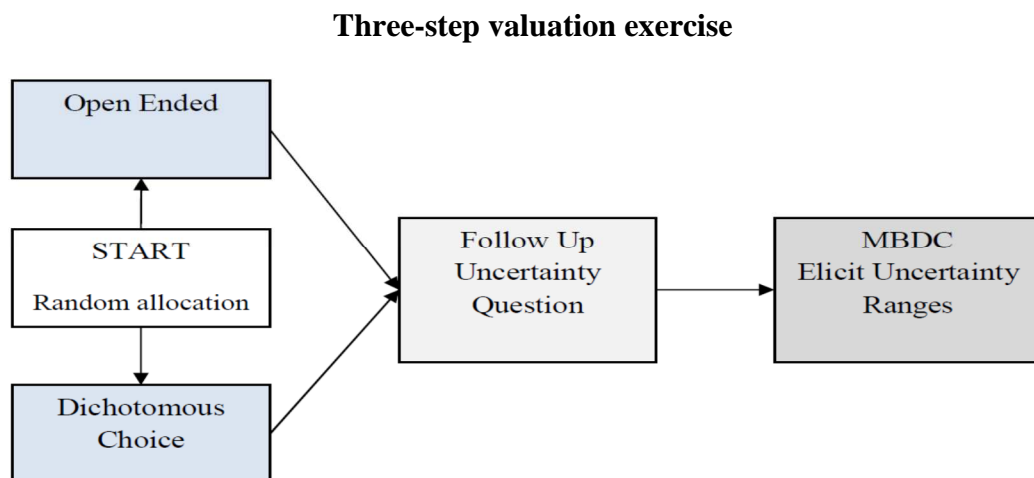 Three-step valuation exercise
Open Ended
START
Random allocation
Dichotomous
Choice
Follow Up
Uncertainty
Question
MBDC
Elicit Uncertainty
Ranges